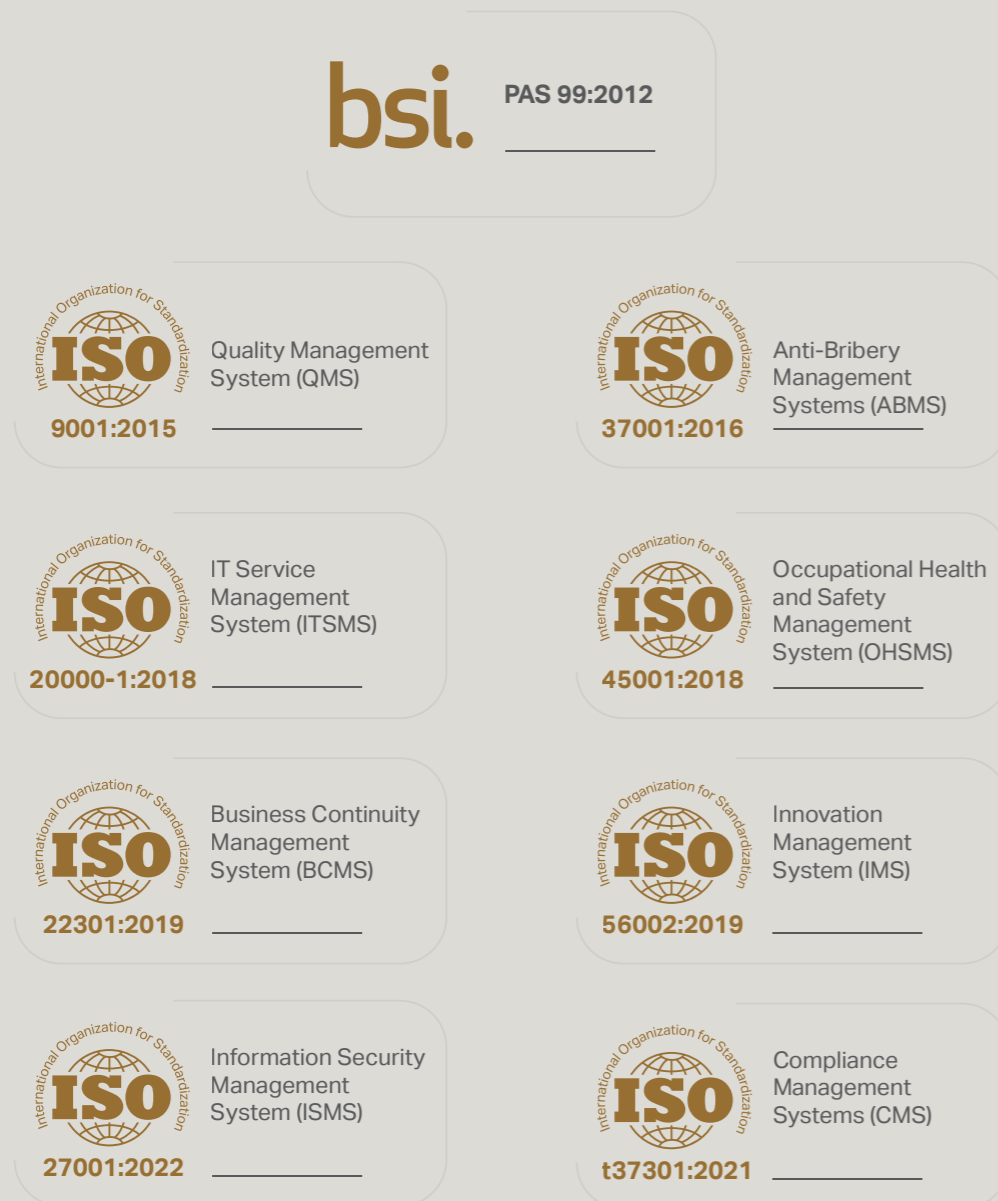 bsi.
PAS 99:2012
International Organization for Standardization
ISO
9001:2015
Quality Management
System (QMS)
International Organization for Standardization
ISO
37001:2016
Anti-Bribery
Management
Systems (ABMS)
International Organization for Standardization
ISO
20000-1:2018
IT Service
Management
System (ITSMS)
International Organization for Standardization
ISO
45001:2018
Occupational Health
and Safety
Management
System (OHSMS)
International Organization for Standardization
ISO
22301:2019
Business Continuity
Management
System (BCMS)
International Organization for Standardization
ISO
56002:2019
Innovation
Management
System (IMS)
International Organization for Standardization
ISO
27001:2022
Information Security
Management
System (ISMS)
International Organization for Standardization
ISO
t37301:2021
Compliance
Management
Systems (CMS)